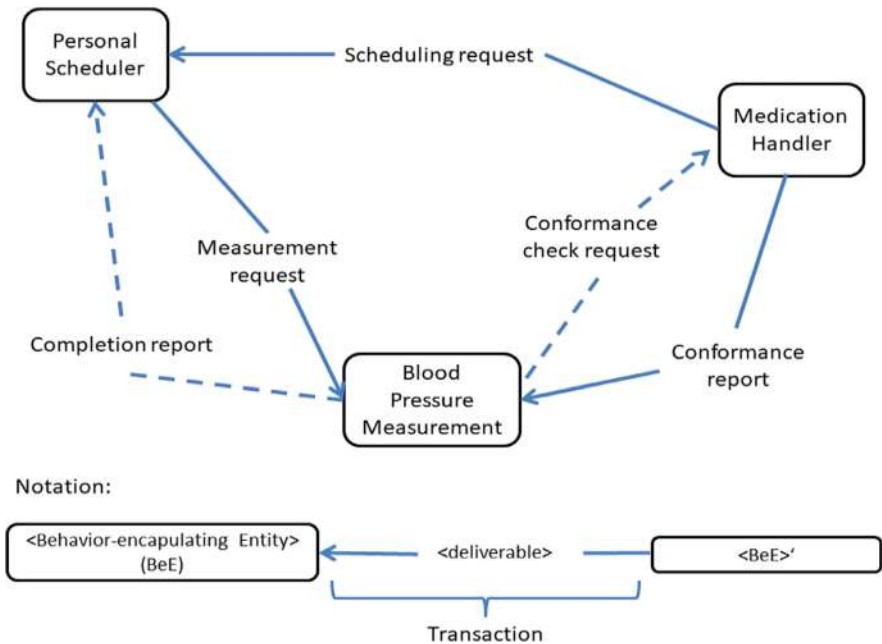 Personal
Scheduler
Scheduling request
Medication
Handler
Conformance
check request
Measurement
request
Completion report
Blood
Pressure
Measurement
Conformance
report
Notation:
<Behavior-encapulating Entity>
(BeE)
<deliverable>
<BeE>‘
Transaction